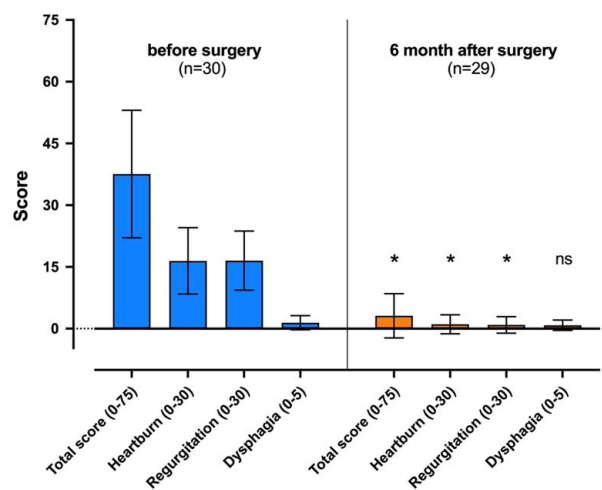 75
60
45
30
15
0
Score
before surgery
(n=30)
6 month after surgery
(n=29)
*
*
*
ns
Total score (0-75)
Heartburn (0-30)
Regurgitation (0-30)
Dysphagia (0-5)
Total score (0-75)
Heartburn (0-30)
Regurgitation (0-30)
Dysphagia (0-5)